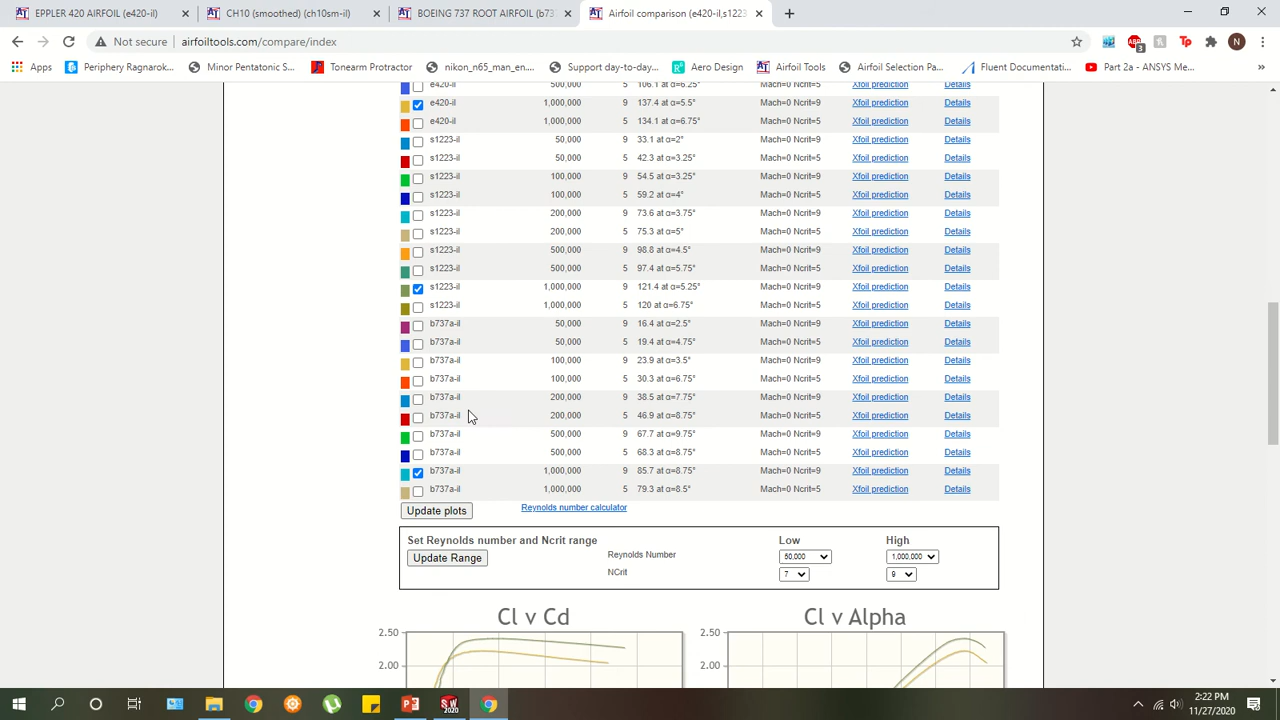 EPPLER 420 AIRFOIL (e420-il) CH10 (smoothed) (ch10sm-il) BOEING 737 ROOT AIRFOIL (b73 Airfoil comparison (e420-il,s1223
Not secure | airfoiltools.com/compare/index
Apps Periphery Ragnarok... Minor Pentatonic S... Tonearm Protractor nikon_n65_man_en... Support day-to-day... Aero Design Airfoil Tools Airfoil Selection Pa... Fluent Documentati... Part 2a - ANSYS Me... »
e420-il 500,000 5 106.1 at α=6.25° Mach=0 Ncrit=5 Xfoil prediction Details
e420-il 1,000,000 9 137.4 at α=5.5° Mach=0 Ncrit=9 Xfoil prediction Details
e420-il 1,000,000 5 134.1 at α=6.75° Mach=0 Ncrit=5 Xfoil prediction Details
s1223-il 50,000 9 33.1 at α=2° Mach=0 Ncrit=9 Xfoil prediction Details
s1223-il 50,000 5 42.3 at α=3.25° Mach=0 Ncrit=5 Xfoil prediction Details
s1223-il 100,000 9 54.5 at α=3.25° Mach=0 Ncrit=9 Xfoil prediction Details
s1223-il 100,000 5 59.2 at α=4° Mach=0 Ncrit=5 Xfoil prediction Details
s1223-il 200,000 9 73.6 at α=3.75° Mach=0 Ncrit=9 Xfoil prediction Details
s1223-il 200,000 5 75.3 at α=5° Mach=0 Ncrit=5 Xfoil prediction Details
s1223-il 500,000 9 98.8 at α=4.5° Mach=0 Ncrit=9 Xfoil prediction Details
s1223-il 500,000 5 97.4 at α=5.75° Mach=0 Ncrit=5 Xfoil prediction Details
s1223-il 1,000,000 9 121.4 at α=5.25° Mach=0 Ncrit=9 Xfoil prediction Details
s1223-il 1,000,000 5 120 at α=6.75° Mach=0 Ncrit=5 Xfoil prediction Details
b737a-il 50,000 9 16.4 at α=2.5° Mach=0 Ncrit=9 Xfoil prediction Details
b737a-il 50,000 5 19.4 at α=4.75° Mach=0 Ncrit=5 Xfoil prediction Details
b737a-il 100,000 9 23.9 at α=3.5° Mach=0 Ncrit=9 Xfoil prediction Details
b737a-il 100,000 5 30.3 at α=6.75° Mach=0 Ncrit=5 Xfoil prediction Details
b737a-il 200,000 9 38.5 at α=7.75° Mach=0 Ncrit=9 Xfoil prediction Details
b737a-il 200,000 5 46.9 at α=8.75° Mach=0 Ncrit=5 Xfoil prediction Details
b737a-il 500,000 9 67.7 at α=9.75° Mach=0 Ncrit=9 Xfoil prediction Details
b737a-il 500,000 5 68.3 at α=8.75° Mach=0 Ncrit=5 Xfoil prediction Details
b737a-il 1,000,000 9 85.7 at α=8.75° Mach=0 Ncrit=9 Xfoil prediction Details
b737a-il 1,000,000 5 79.3 at α=8.5° Mach=0 Ncrit=5 Xfoil prediction Details
Update plots Reynolds number calculator
Set Reynolds number and Ncrit range Low High
Update Range Reynolds Number 50,000 1,000,000
NCrit 7 9
Cl v Cd Cl v Alpha
2.50 2.50
2.00 2.00
2:22 PM
11/27/2020